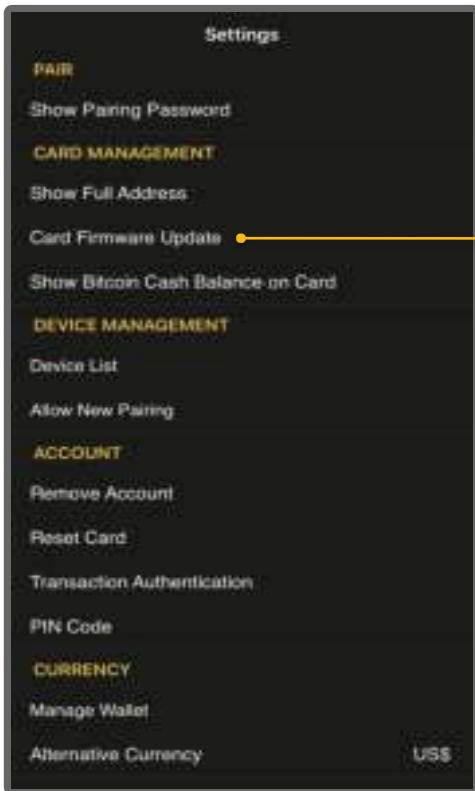 Settings
PAIR
Show Pairing Password
CARD MANAGEMENT
Show Full Address
Card Firmware Update
Show Bitcoin Cash Balance on Card
DEVICE MANAGEMENT
Device List
Allow New Pairing
ACCOUNT
Remove Account
Reset Card
Transaction Authentication
PIN Code
CURRENCY
Manage Wallet
Alternative Currency US$